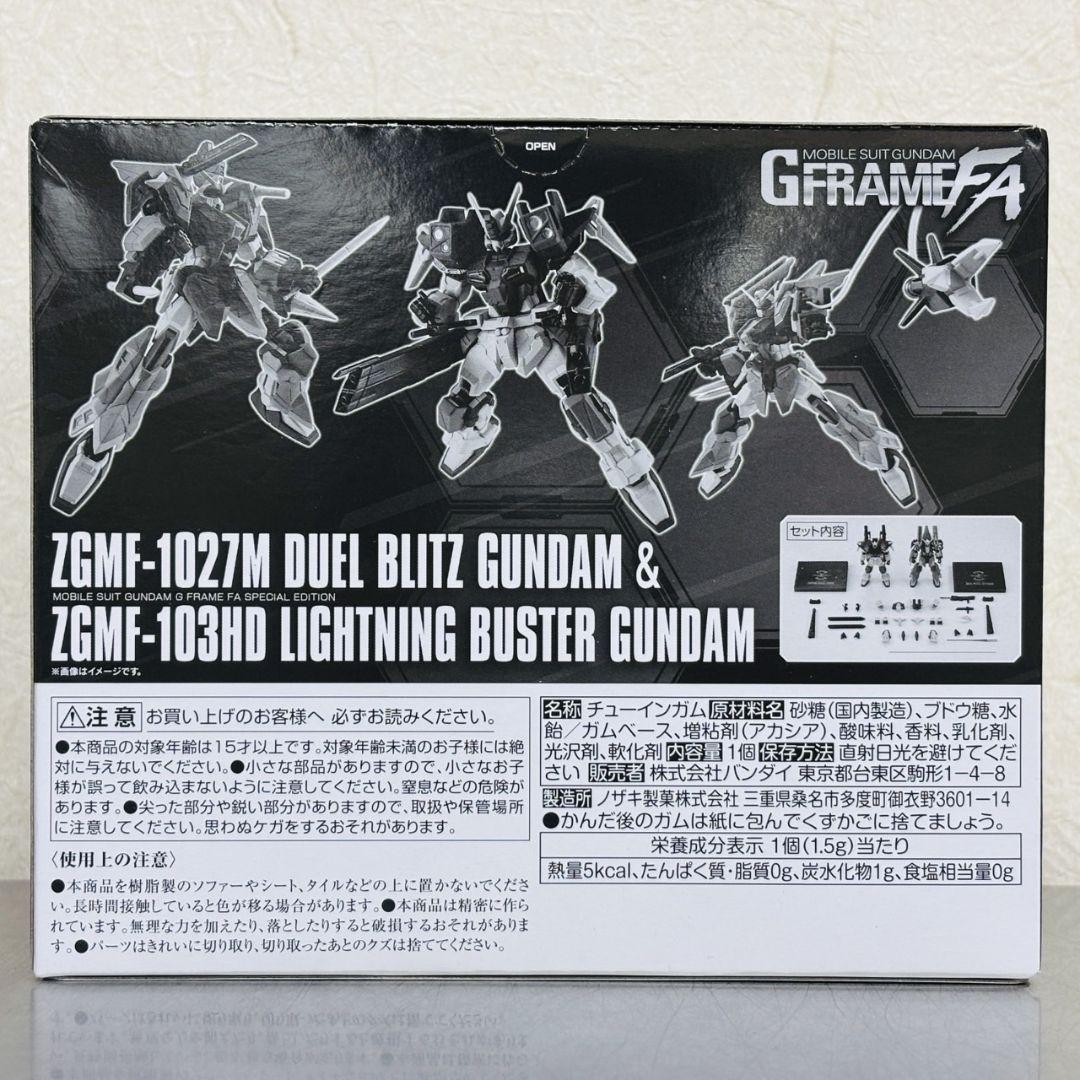 OPEN
MOBILE SUIT GUNDAM
GFRAMEFA
ZGMF-1027M DUEL BLITZ GUNDAM &
MOBILE SUIT GUNDAM G FRAME FA SPECIAL EDITION
ZGMF-103HD LIGHTNING BUSTER GUNDAM
※画像はイメージです。
セット内容
⚠注意 お買い上げのお客様へ 必ずお読みください。
●本商品の対象年齢は15才以上です。対象年齢未満のお子様には絶
対に与えないでください。●小さな部品がありますので、小さなお子
様が誤って飲み込まないように注意してください。窒息などの危険が
あります。●尖った部分や鋭い部分がありますので、取扱や保管場所
に注意してください。思わぬケガをするおそれがあります。
〈使用上の注意〉
●本商品を樹脂製のソファーやシート、タイルなどの上に置かないでくださ
い。長時間接触していると色が移る場合があります。●本商品は精密に作ら
れています。無理な力を加えたり、落としたりすると破損するおそれがありま
す。●パーツはきれいに切り取り、切り取ったあとのクズは捨ててください。
名称 チューインガム 原材料名 砂糖(国内製造)、ブドウ糖、水
飴/ガムベース、増粘剤(アカシア)、酸味料、香料、乳化剤、
光沢剤、軟化剤 内容量 1個 保存方法 直射日光を避けてくだ
さい 販売者 株式会社バンダイ 東京都台東区駒形1-4-8
製造所 ノザキ製菓株式会社 三重県桑名市多度町御衣野3601-14
●かんだ後のガムは紙に包んでくずかごに捨てましょう。
栄養成分表示 1個(1.5g)当たり
熱量5kcal、たんぱく質・脂質0g、炭水化物1g、食塩相当量0g